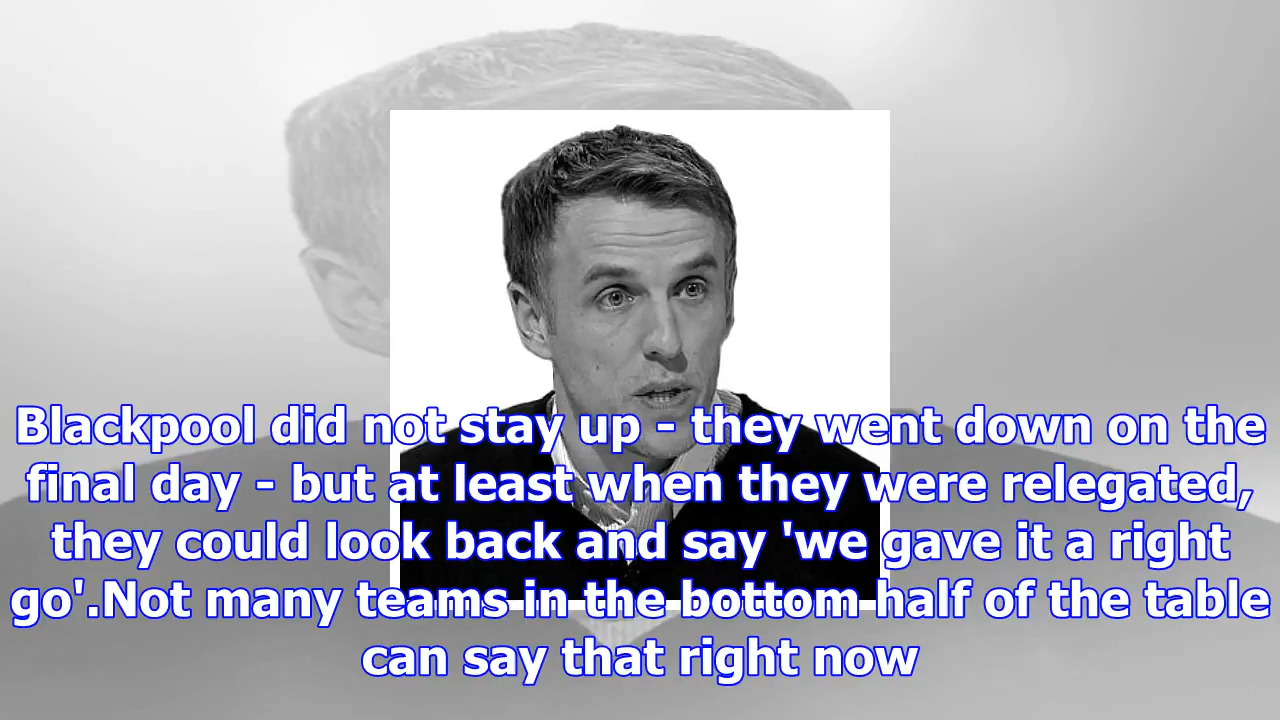 Blackpool did not stay up - they went down on the
final day - but at least when they were relegated,
they could look back and say 'we gave it a right
go'.Not many teams in the bottom half of the table
can say that right now